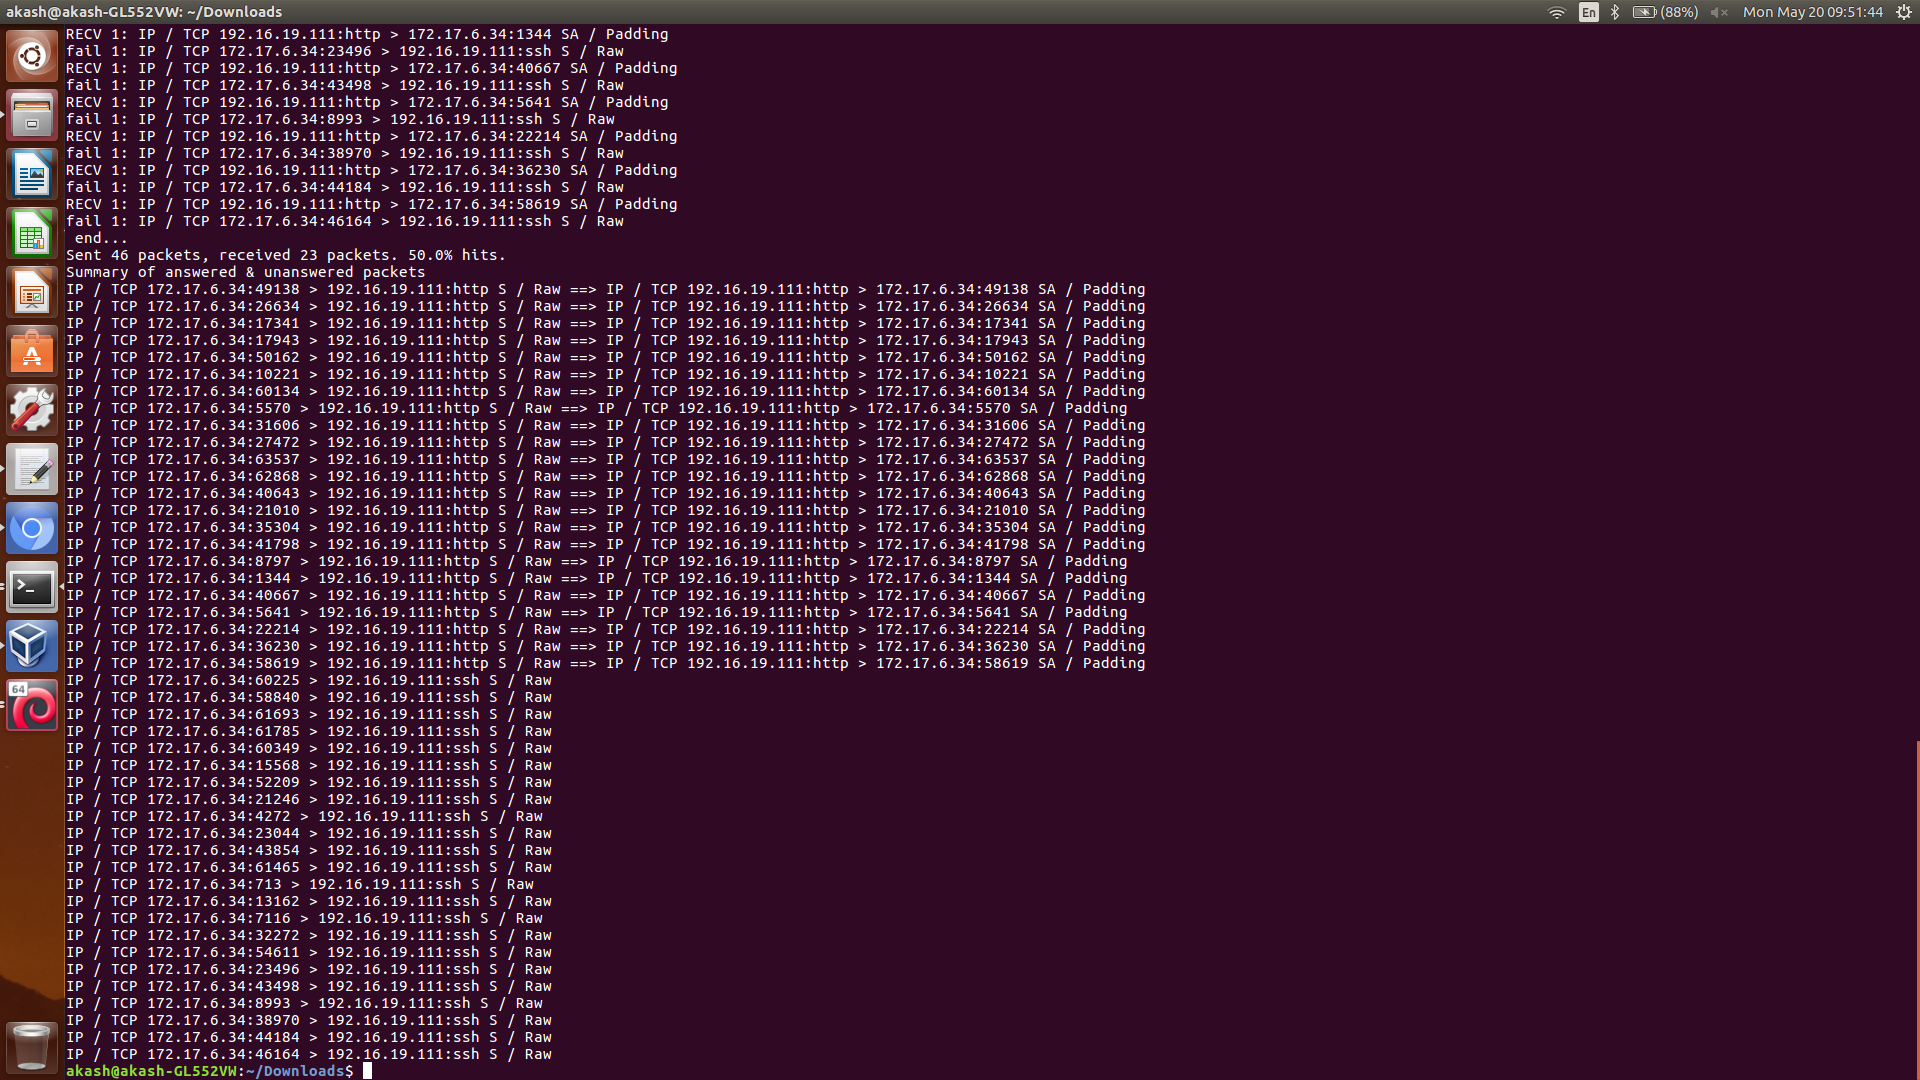 akash@akash-GL552VW: ~/Downloads
En
(88%)
Mon May 20 09:51:44
RECV 1: IP / TCP 192.16.19.111:http > 172.17.6.34:1344 SA / Padding
fail 1: IP / TCP 172.17.6.34:23496 > 192.16.19.111:ssh S / Raw
RECV 1: IP / TCP 192.16.19.111:http > 172.17.6.34:40667 SA / Padding
fail 1: IP / TCP 172.17.6.34:43498 > 192.16.19.111:ssh S / Raw
RECV 1: IP / TCP 192.16.19.111:http > 172.17.6.34:5641 SA / Padding
fail 1: IP / TCP 172.17.6.34:8993 > 192.16.19.111:ssh S / Raw
RECV 1: IP / TCP 192.16.19.111:http > 172.17.6.34:22214 SA / Padding
fail 1: IP / TCP 172.17.6.34:38970 > 192.16.19.111:ssh S / Raw
RECV 1: IP / TCP 192.16.19.111:http > 172.17.6.34:36230 SA / Padding
fail 1: IP / TCP 172.17.6.34:44184 > 192.16.19.111:ssh S / Raw
RECV 1: IP / TCP 192.16.19.111:http > 172.17.6.34:58619 SA / Padding
fail 1: IP / TCP 172.17.6.34:46164 > 192.16.19.111:ssh S / Raw
 end...
Sent 46 packets, received 23 packets. 50.0% hits.
Summary of answered & unanswered packets
IP / TCP 172.17.6.34:49138 > 192.16.19.111:http S / Raw ==> IP / TCP 192.16.19.111:http > 172.17.6.34:49138 SA / Padding
IP / TCP 172.17.6.34:26634 > 192.16.19.111:http S / Raw ==> IP / TCP 192.16.19.111:http > 172.17.6.34:26634 SA / Padding
IP / TCP 172.17.6.34:17341 > 192.16.19.111:http S / Raw ==> IP / TCP 192.16.19.111:http > 172.17.6.34:17341 SA / Padding
IP / TCP 172.17.6.34:17943 > 192.16.19.111:http S / Raw ==> IP / TCP 192.16.19.111:http > 172.17.6.34:17943 SA / Padding
IP / TCP 172.17.6.34:50162 > 192.16.19.111:http S / Raw ==> IP / TCP 192.16.19.111:http > 172.17.6.34:50162 SA / Padding
IP / TCP 172.17.6.34:10221 > 192.16.19.111:http S / Raw ==> IP / TCP 192.16.19.111:http > 172.17.6.34:10221 SA / Padding
IP / TCP 172.17.6.34:60134 > 192.16.19.111:http S / Raw ==> IP / TCP 192.16.19.111:http > 172.17.6.34:60134 SA / Padding
IP / TCP 172.17.6.34:5570 > 192.16.19.111:http S / Raw ==> IP / TCP 192.16.19.111:http > 172.17.6.34:5570 SA / Padding
IP / TCP 172.17.6.34:31606 > 192.16.19.111:http S / Raw ==> IP / TCP 192.16.19.111:http > 172.17.6.34:31606 SA / Padding
IP / TCP 172.17.6.34:27472 > 192.16.19.111:http S / Raw ==> IP / TCP 192.16.19.111:http > 172.17.6.34:27472 SA / Padding
IP / TCP 172.17.6.34:63537 > 192.16.19.111:http S / Raw ==> IP / TCP 192.16.19.111:http > 172.17.6.34:63537 SA / Padding
IP / TCP 172.17.6.34:62868 > 192.16.19.111:http S / Raw ==> IP / TCP 192.16.19.111:http > 172.17.6.34:62868 SA / Padding
IP / TCP 172.17.6.34:40643 > 192.16.19.111:http S / Raw ==> IP / TCP 192.16.19.111:http > 172.17.6.34:40643 SA / Padding
IP / TCP 172.17.6.34:21010 > 192.16.19.111:http S / Raw ==> IP / TCP 192.16.19.111:http > 172.17.6.34:21010 SA / Padding
IP / TCP 172.17.6.34:35304 > 192.16.19.111:http S / Raw ==> IP / TCP 192.16.19.111:http > 172.17.6.34:35304 SA / Padding
IP / TCP 172.17.6.34:41798 > 192.16.19.111:http S / Raw ==> IP / TCP 192.16.19.111:http > 172.17.6.34:41798 SA / Padding
IP / TCP 172.17.6.34:8797 > 192.16.19.111:http S / Raw ==> IP / TCP 192.16.19.111:http > 172.17.6.34:8797 SA / Padding
IP / TCP 172.17.6.34:1344 > 192.16.19.111:http S / Raw ==> IP / TCP 192.16.19.111:http > 172.17.6.34:1344 SA / Padding
IP / TCP 172.17.6.34:40667 > 192.16.19.111:http S / Raw ==> IP / TCP 192.16.19.111:http > 172.17.6.34:40667 SA / Padding
IP / TCP 172.17.6.34:5641 > 192.16.19.111:http S / Raw ==> IP / TCP 192.16.19.111:http > 172.17.6.34:5641 SA / Padding
IP / TCP 172.17.6.34:22214 > 192.16.19.111:http S / Raw ==> IP / TCP 192.16.19.111:http > 172.17.6.34:22214 SA / Padding
IP / TCP 172.17.6.34:36230 > 192.16.19.111:http S / Raw ==> IP / TCP 192.16.19.111:http > 172.17.6.34:36230 SA / Padding
IP / TCP 172.17.6.34:58619 > 192.16.19.111:http S / Raw ==> IP / TCP 192.16.19.111:http > 172.17.6.34:58619 SA / Padding
IP / TCP 172.17.6.34:60225 > 192.16.19.111:ssh S / Raw
IP / TCP 172.17.6.34:58840 > 192.16.19.111:ssh S / Raw
IP / TCP 172.17.6.34:61693 > 192.16.19.111:ssh S / Raw
IP / TCP 172.17.6.34:61785 > 192.16.19.111:ssh S / Raw
IP / TCP 172.17.6.34:60349 > 192.16.19.111:ssh S / Raw
IP / TCP 172.17.6.34:15568 > 192.16.19.111:ssh S / Raw
IP / TCP 172.17.6.34:52209 > 192.16.19.111:ssh S / Raw
IP / TCP 172.17.6.34:21246 > 192.16.19.111:ssh S / Raw
IP / TCP 172.17.6.34:4272 > 192.16.19.111:ssh S / Raw
IP / TCP 172.17.6.34:23044 > 192.16.19.111:ssh S / Raw
IP / TCP 172.17.6.34:43854 > 192.16.19.111:ssh S / Raw
IP / TCP 172.17.6.34:61465 > 192.16.19.111:ssh S / Raw
IP / TCP 172.17.6.34:713 > 192.16.19.111:ssh S / Raw
IP / TCP 172.17.6.34:13162 > 192.16.19.111:ssh S / Raw
IP / TCP 172.17.6.34:7116 > 192.16.19.111:ssh S / Raw
IP / TCP 172.17.6.34:32272 > 192.16.19.111:ssh S / Raw
IP / TCP 172.17.6.34:54611 > 192.16.19.111:ssh S / Raw
IP / TCP 172.17.6.34:23496 > 192.16.19.111:ssh S / Raw
IP / TCP 172.17.6.34:43498 > 192.16.19.111:ssh S / Raw
IP / TCP 172.17.6.34:8993 > 192.16.19.111:ssh S / Raw
IP / TCP 172.17.6.34:38970 > 192.16.19.111:ssh S / Raw
IP / TCP 172.17.6.34:44184 > 192.16.19.111:ssh S / Raw
IP / TCP 172.17.6.34:46164 > 192.16.19.111:ssh S / Raw
akash@akash-GL552VW:~/Downloads$
64